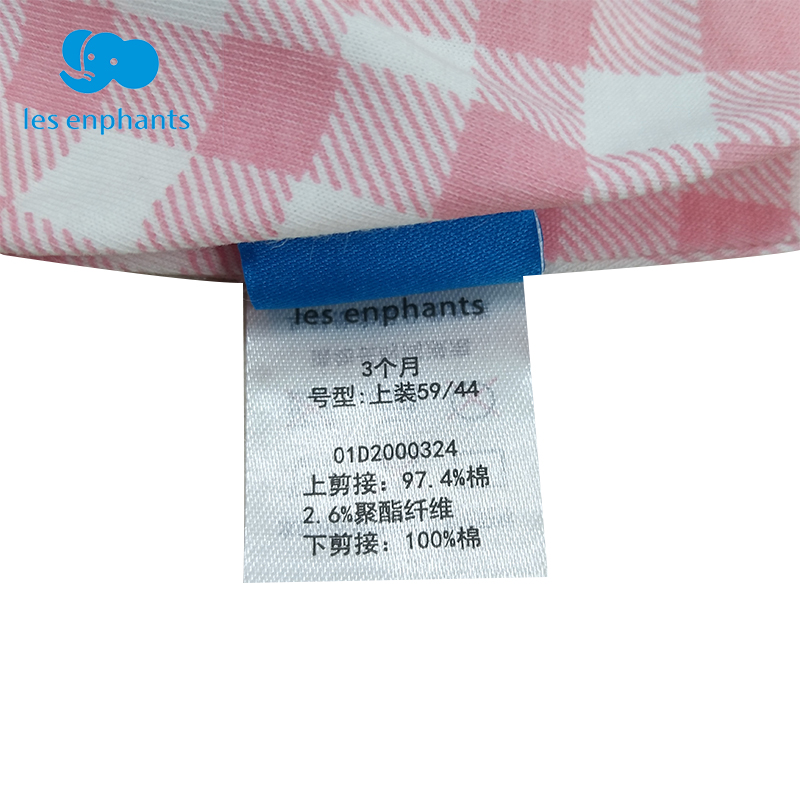 les enphants
les enphants
3个月
号型:上装59/44
01D2000324
上剪接: 97.4%棉
2.6%聚酯纤维
下剪接: 100%棉